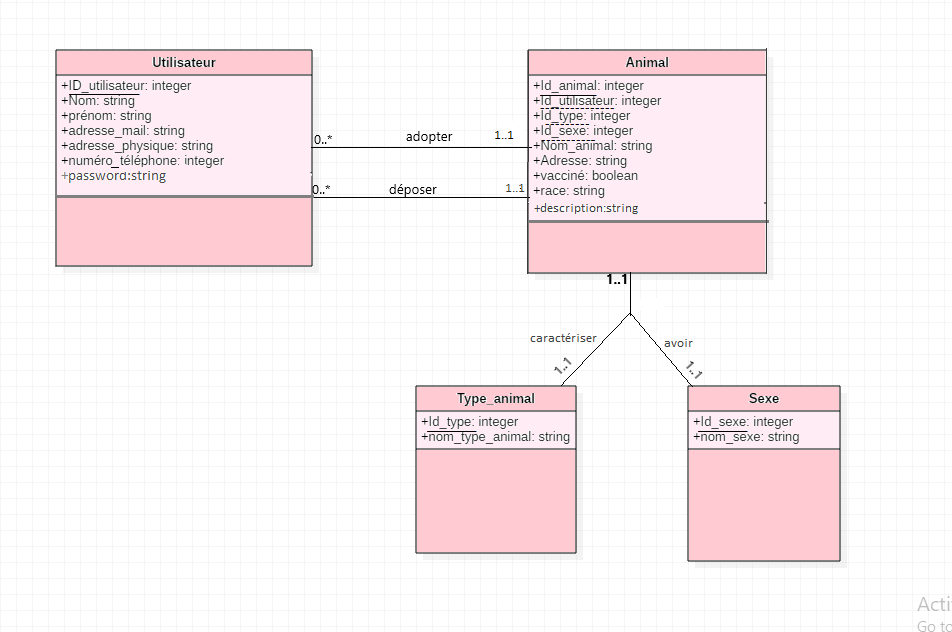 Utilisateur
+ID_utilisateur: integer
+Nom: string
+prénom: string
+adresse_mail: string
+adresse_physique: string
+numéro_téléphone: integer
+password:string
0..*
adopter
1..1
0..*
déposer
1..1
Animal
+Id_animal: integer
+Id_utilisateur: integer
+Id_type: integer
+Id_sexe: integer
+Nom_animal: string
+Adresse: string
+vacciné: boolean
+race: string
+description:string
1..1
caractériser
avoir
1..1
1..1
Type_animal
+Id_type: integer
+nom_type_animal: string
Sexe
+Id_sexe: integer
+nom_sexe: string
Acti
Go to